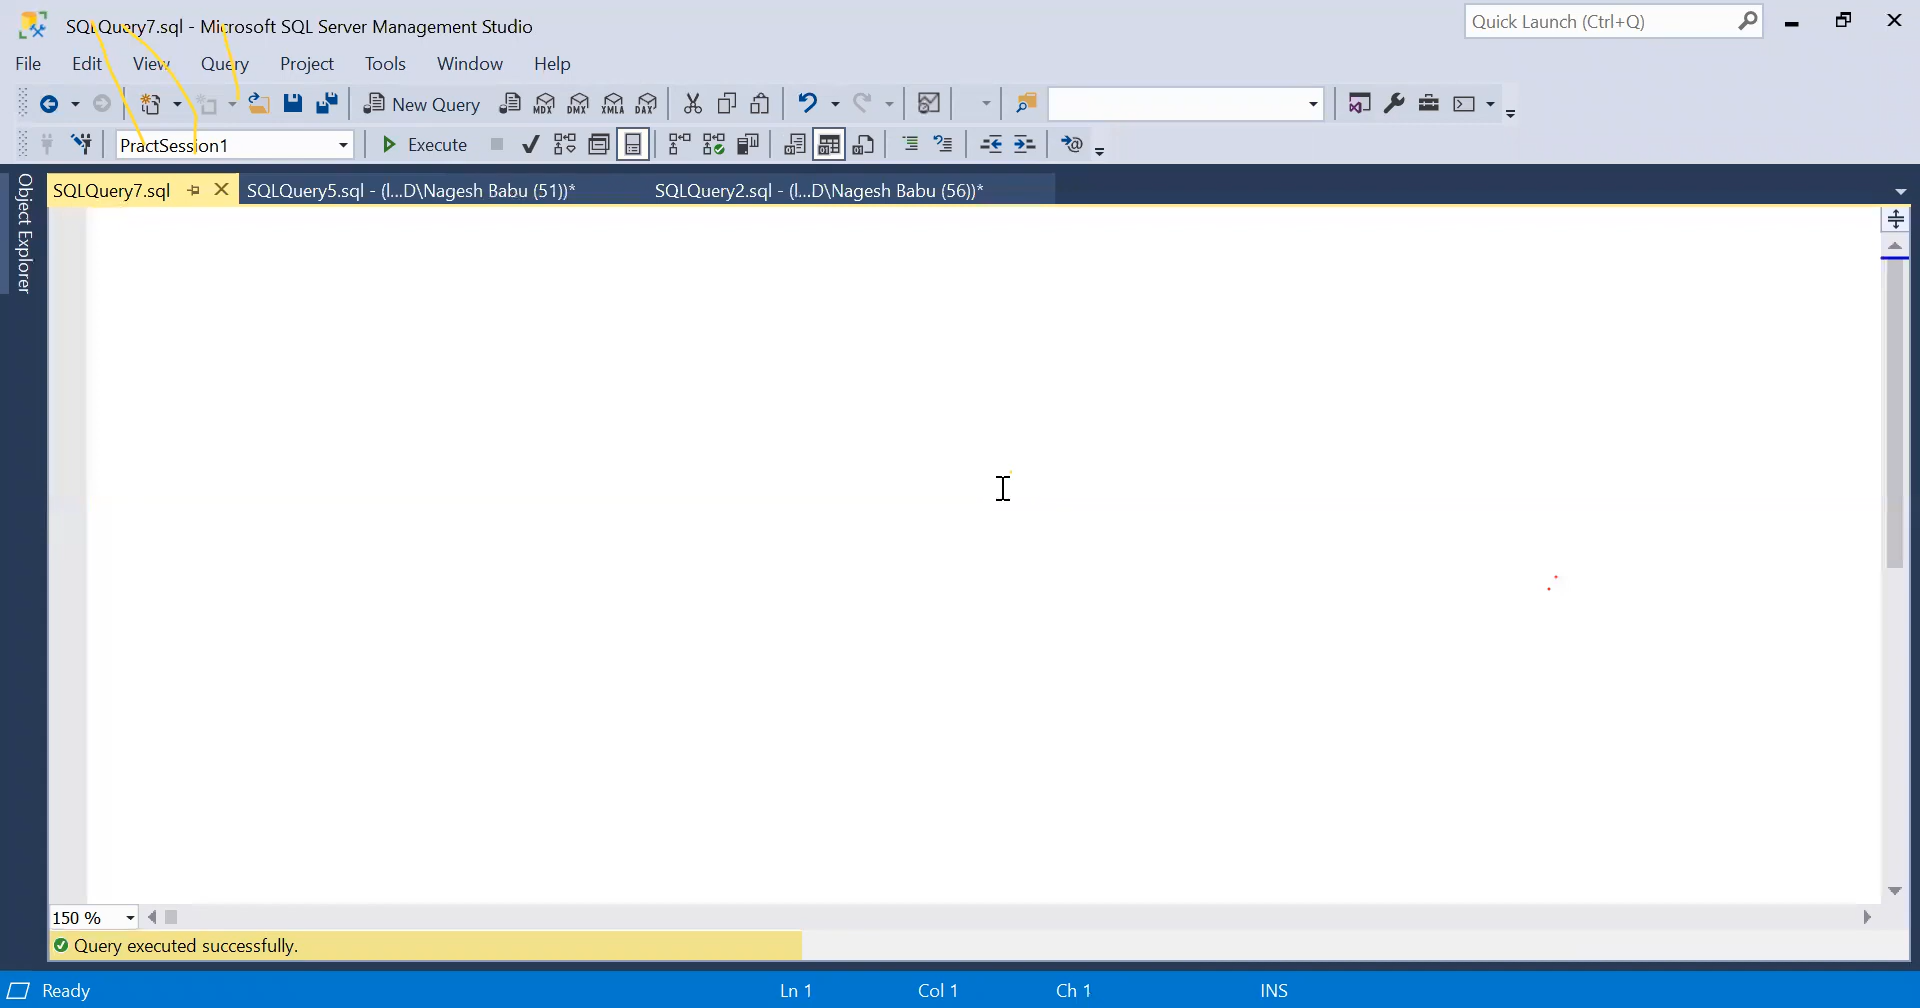 SQLQuery7.sql - Microsoft SQL Server Management Studio
Quick Launch (Ctrl+Q)
File Edit View Query Project Tools Window Help
New Query MDX DMX XMLA DAX
PractSession1 Execute
SQLQuery7.sql SQLQuery5.sql - (l...D\Nagesh Babu (51))* SQLQuery2.sql - (l...D\Nagesh Babu (56))*
Object Explorer
150 %
Query executed successfully.
Ready Ln 1 Col 1 Ch 1 INS